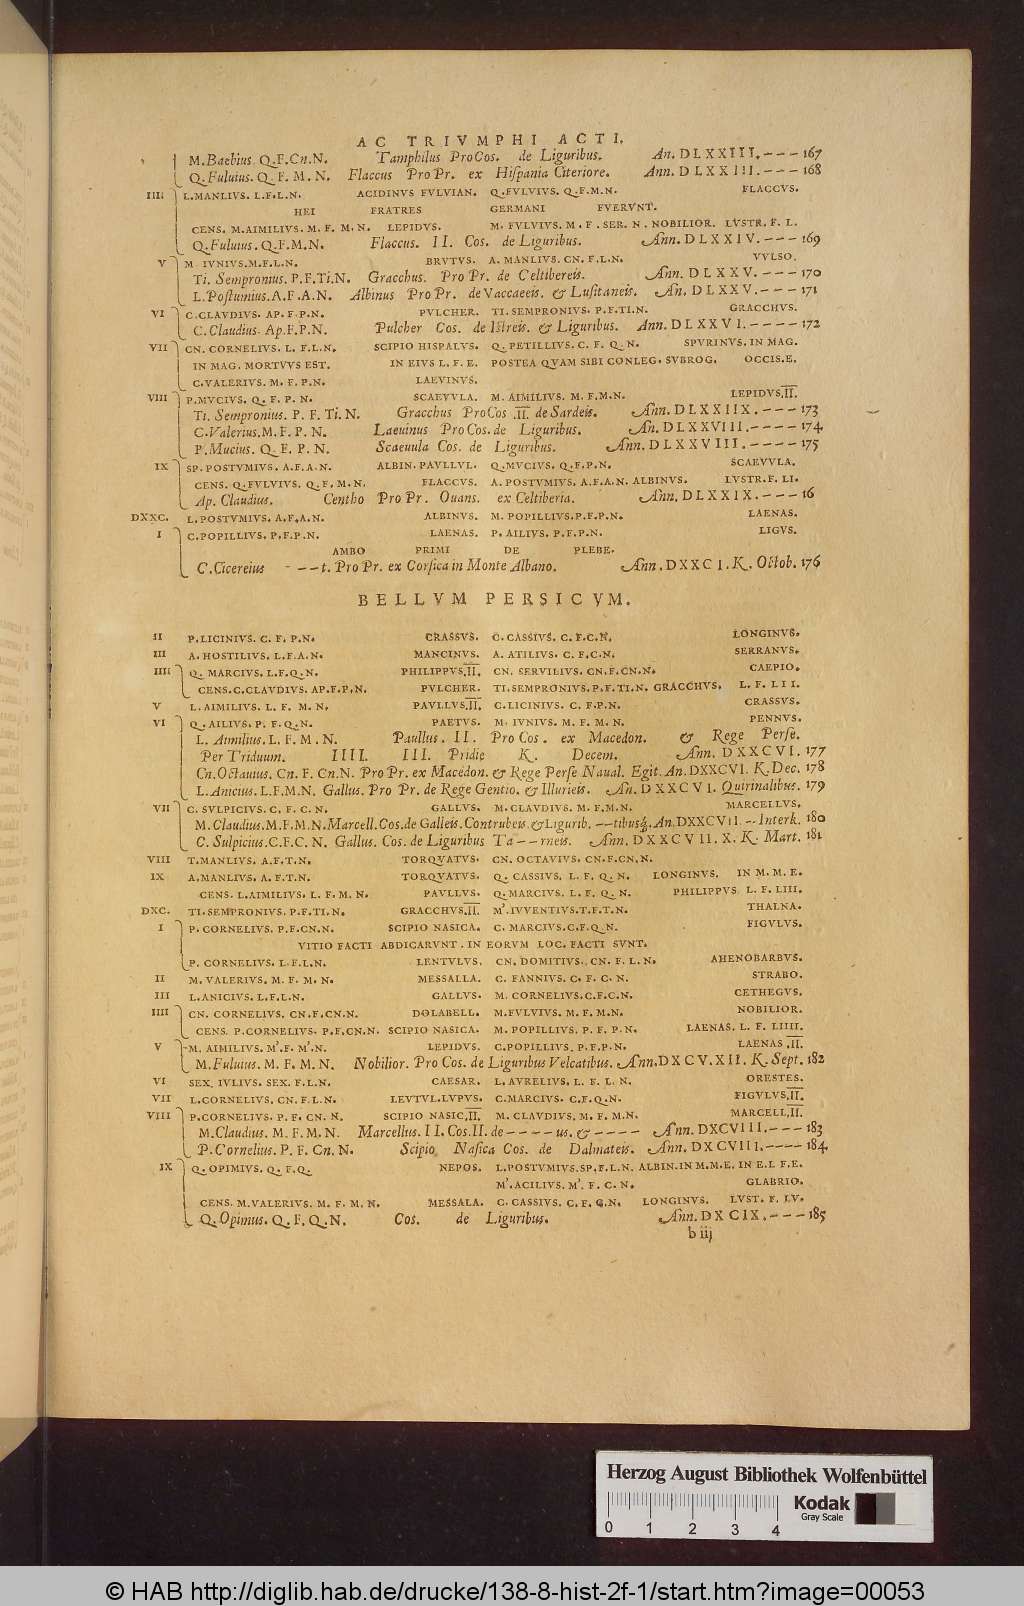 AC TRIVMPHI ACTI.
M. Baebius. Q. F. Cn. N. Tamphilus ProCos. de Liguribus. An. DLXXIII. --- 167
Q. Fuluius. Q. F. M. N. Flaccus ProPr. ex Hispania Citeriore. Ann. DLXXIII. --- 168
IIII L. MANLIVS. L. F. L. N. ACIDINVS FVLVIAN. Q. FVLVIVS. Q. F. M. N. FLACCVS.
HEI FRATRES GERMANI FVERVNT.
CENS. M. AIMILIVS. M. F. M. N. LEPIDVS. M. FVLVIVS. M. F. SER. N. NOBILIOR. LVSTR. F. L.
Q. Fuluius. Q. F. M. N. Flaccus. II. Cos. de Liguribus. Ann. DLXXIV. --- 169
V M. IVNIVS. M. F. L. N. BRVTVS. A. MANLIVS. CN. F. L. N. VVLSO.
Ti. Sempronius. P. F. Ti. N. Gracchus. Pro Pr. de Celtibereis. Ann. DLXXV. --- 170
L. Postumius. A. F. A. N. Albinus ProPr. de Vaccaeeis. & Lusitaneis. An. DLXXV. --- 171
VI C. CLAVDIVS. AP. F. P. N. PVLCHER. TI. SEMPRONIVS. P. F. TI. N. GRACCHVS.
C. Claudius. Ap. F. P. N. Pulcher Cos. de Istreis. & Liguribus. Ann. DLXXVI. ---- 172
VII CN. CORNELIVS. L. F. L. N. SCIPIO HISPALVS. Q. PETILLIVS. C. F. Q. N. SPVRINVS. IN MAG.
IN MAG. MORTVVS EST. IN EIVS L. F. E. POSTEA QVAM SIBI CONLEG. SVBROG. OCCIS. E.
C. VALERIVS. M. F. P. N. LAEVINVS.
VIII P. MVCIVS. Q. F. P. N. SCAEVVLA. M. AIMILIVS. M. F. M. N. LEPIDVS. II.
Ti. Sempronius. P. F. Ti. N. Gracchus ProCos .II. de Sardeis. Ann. DLXXIIX. --- 173
C. Valerius. M. F. P. N. Laeuinus ProCos. de Liguribus. An. DLXXVIII. ---- 174
P. Mucius. Q. F. P. N. Scaeuula Cos. de Liguribus. Ann. DLXXVIII. ---- 175
IX SP. POSTVMIVS. A. F. A. N. ALBIN. PAVLLVL. Q. MVCIVS. Q. F. P. N. SCAEVVLA.
CENS. Q. FVLVIVS. Q. F. M. N. FLACCVS. A. POSTVMIVS. A. F. A. N. ALBINVS. LVSTR. F. LI.
Ap. Claudius. Centho ProPr. Ouans. ex Celtiberia. Ann. DLXXIX. --- 16
DXXC. L. POSTVMIVS. A. F. A. N. ALBINVS. M. POPILLIVS. P. F. P. N. LAENAS.
I C. POPILLIVS. P. F. P. N. LAENAS. P. AILIVS. P. F. P. N. LIGVS.
AMBO PRIMI DE PLEBE.
C. Cicereius - --t. Pro Pr. ex Corsica in Monte Albano. Ann. DXXCI. K. Octob. 176
BELLVM PERSICVM.
II P. LICINIVS. C. F. P. N. CRASSVS. C. CASSIVS. C. F. C. N. LONGINVS.
III A. HOSTILIVS. L. F. A. N. MANCINVS. A. ATILIVS. C. F. C. N. SERRANVS.
IIII Q. MARCIVS. L. F. Q. N. PHILIPPVS. II. CN. SERVILIVS. CN. F. CN. N. CAEPIO.
CENS. C. CLAVDIVS. AP. F. P. N. PVLCHER. TI. SEMPRONIVS. P. F. TI. N. GRACCHVS. L. F. LII.
V L. AIMILIVS. L. F. M. N. PAVLLVS. II. C. LICINIVS. C. F. P. N. CRASSVS.
VI Q. AILIVS. P. F. Q. N. PAETVS. M. IVNIVS. M. F. M. N. PENNVS.
L. Aimilius. L. F. M. N. Paullus. II. ProCos. ex Macedon. & Rege Perse.
Per Triduum. IIII. III. Pridie K. Decem. Ann. DXXCVI. 177
Cn. Octauius. Cn. F. Cn. N. Pro Pr. ex Macedon. & Rege Perse Naual. Egit. An. DXXCVI. K. Dec. 178
L. Anicius. L. F. M. N. Gallus. Pro Pr. de Rege Gentio. & Illurieis. An. DXXCVI. Quirinalibus. 179
VII C. SVLPICIVS. C. F. C. N. GALLVS. M. CLAVDIVS. M. F. M. N. MARCELLVS.
M. Claudius. M. F. M. N. Marcell. Cos. de Galleis. Contrubeis. & Ligurib. --tibusq. An. DXXCVII. -- Interk. 180
C. Sulpicius. C. F. C. N. Gallus. Cos. de Liguribus Ta--rneis. Ann. DXXCVII. X. K. Mart. 181
VIII T. MANLIVS. A. F. T. N. TORQVATVS. CN. OCTAVIVS. CN. F. CN. N.
IX A. MANLIVS. A. F. T. N. TORQVATVS. Q. CASSIVS. L. F. Q. N. LONGINVS. IN M. M. E.
CENS. L. AIMILIVS. L. F. M. N. PAVLLVS. Q. MARCIVS. L. F. Q. N. PHILIPPVS. L. F. LIII.
DXC. TI. SEMPRONIVS. P. F. TI. N. GRACCHVS. II. M'. IVVENTIVS. T. F. T. N. THALNA.
I P. CORNELIVS. P. F. CN. N. SCIPIO NASICA. C. MARCIVS. C. F. Q. N. FIGVLVS.
VITIO FACTI ABDICARVNT. IN EORVM LOC. FACTI SVNT.
P. CORNELIVS. L. F. L. N. LENTVLVS. CN. DOMITIVS. CN. F. L. N. AHENOBARBVS.
II M. VALERIVS. M. F. M. N. MESSALLA. C. FANNIVS. C. F. C. N. STRABO.
III L. ANICIVS. L. F. L. N. GALLVS. M. CORNELIVS. C. F. C. N. CETHEGVS.
IIII CN. CORNELIVS. CN. F. CN. N. DOLABELL. M. FVLVIVS. M. F. M. N. NOBILIOR.
CENS. P. CORNELIVS. P. F. CN. N. SCIPIO NASICA. M. POPILLIVS. P. F. P. N. LAENAS. L. F. LIIII.
V M. AIMILIVS. M'. F. M'. N. LEPIDVS. C. POPILLIVS. P. F. P. N. LAENAS .II.
M. Fuluius. M. F. M. N. Nobilior. Pro Cos. de Liguribus Veleatibus. Ann. DXCV. XII. K. Sept. 182
VI SEX. IVLIVS. SEX. F. L. N. CAESAR. L. AVRELIVS. L. F. L. N. ORESTES.
VII L. CORNELIVS. CN. F. L. N. LEVTVL. LVPVS. C. MARCIVS. C. F. Q. N. FIGVLVS. II.
VIII P. CORNELIVS. P. F. CN. N. SCIPIO NASIC. II. M. CLAVDIVS. M. F. M. N. MARCELL. II.
M. Claudius. M. F. M. N. Marcellus. II. Cos. II. de ---- us. & ---- Ann. DXCVIII. --- 183
P. Cornelius. P. F. Cn. N. Scipio Nasica Cos. de Dalmateis. Ann. DXCVIII. ---- 184
IX Q. OPIMIVS. Q. F. Q. NEPOS. L. POSTVMIVS. SP. F. L. N. ALBIN. IN M. M. E. IN E. L F. E.
M'. ACILIVS. M'. F. C. N. GLABRIO.
CENS. M. VALERIVS. M. F. M. N. MESSALA. C. CASSIVS. C. F. C. N. LONGINVS. LVST. F. LV.
Q. Opimus. Q. F. Q. N. Cos. de Liguribus. Ann. DXCIX. --- 185
b iij
Herzog August Bibliothek Wolfenbüttel
0 1 2 3 4
Kodak
Gray Scale
© HAB http://diglib.hab.de/drucke/138-8-hist-2f-1/start.htm?image=00053